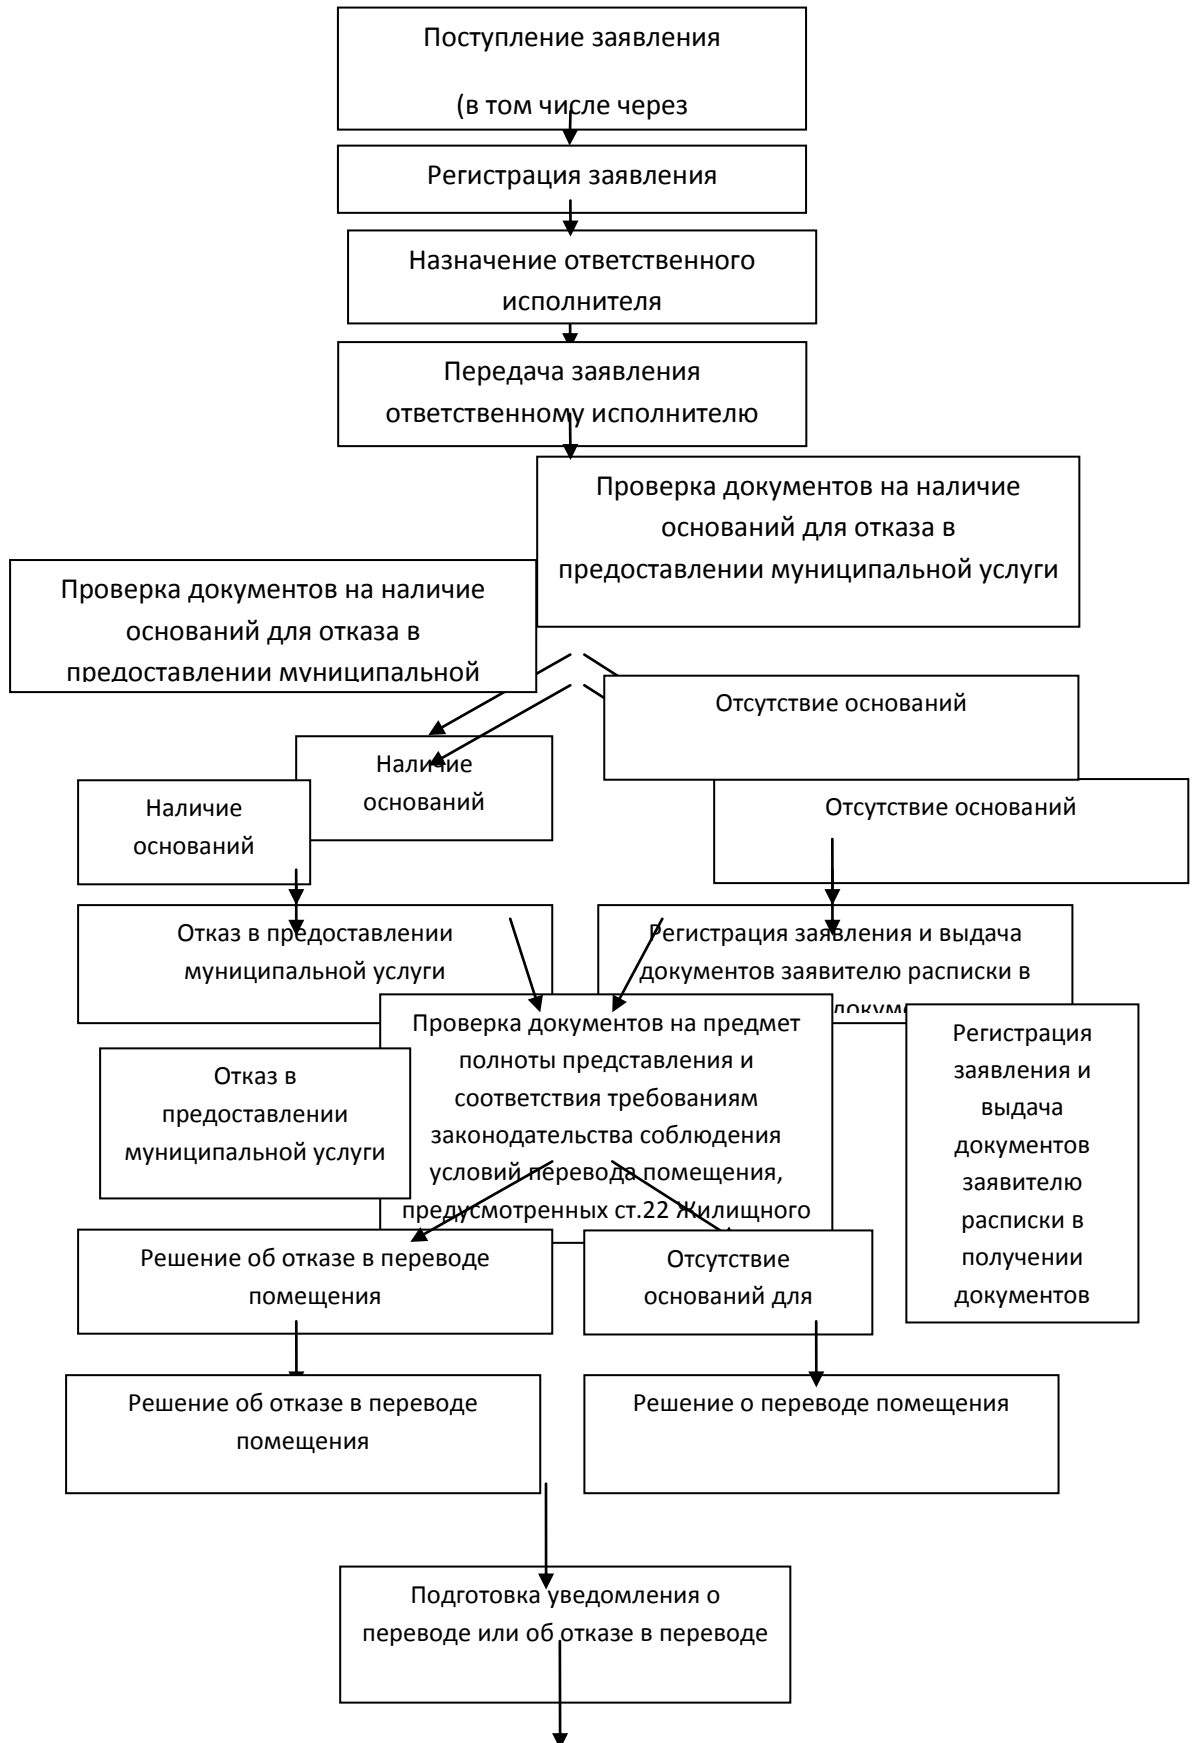 Поступление заявления
(в том числе через
Регистрация заявления
Назначение ответственного
исполнителя
Передача заявления
ответственному исполнителю
Проверка документов на наличие
оснований для отказа в
предоставлении муниципальной услуги
Проверка документов на наличие
оснований для отказа в
предоставлении муниципальной
Отсутствие оснований
Наличие
оснований
Наличие
оснований
Отсутствие оснований
Отказ в предоставлении
муниципальной услуги
Регистрация заявления и выдача
документов заявителю расписки в
Проверка документов на предмет
полноты представления и
соответствия требованиям
законодательства соблюдения
условий перевода помещения,
предусмотренных ст.22 Жилищного
Отказ в
предоставлении
муниципальной услуги
Регистрация
заявления и
выдача
документов
заявителю
расписки в
получении
документов
Решение об отказе в переводе
помещения
Отсутствие
оснований для
Решение об отказе в переводе
помещения
Решение о переводе помещения
Подготовка уведомления о
переводе или об отказе в переводе